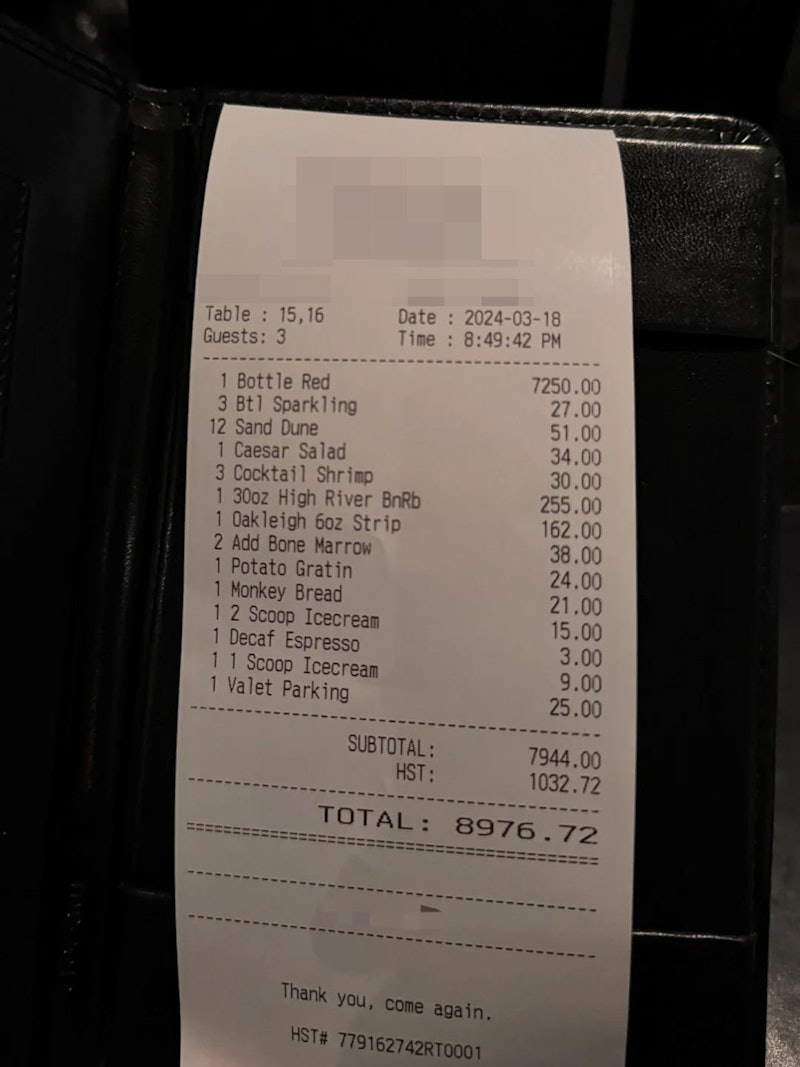 Table : 15,16 Date : 2024-03-18
Guests: 3 Time : 8:49:42 PM
1 Bottle Red 7250.00
3 Btl Sparkling 27.00
12 Sand Dune 51.00
1 Caesar Salad 34.00
3 Cocktail Shrimp 30.00
1 30oz High River BnRb 255.00
1 Oakleigh 6oz Strip 162.00
2 Add Bone Marrow 38.00
1 Potato Gratin 24.00
1 Monkey Bread 21.00
1 2 Scoop Icecream 15.00
1 Decaf Espresso 3.00
1 1 Scoop Icecream 9.00
1 Valet Parking 25.00
SUBTOTAL: 7944.00
HST: 1032.72
TOTAL: 8976.72
Thank you, come again.
HST# 779162742RT0001